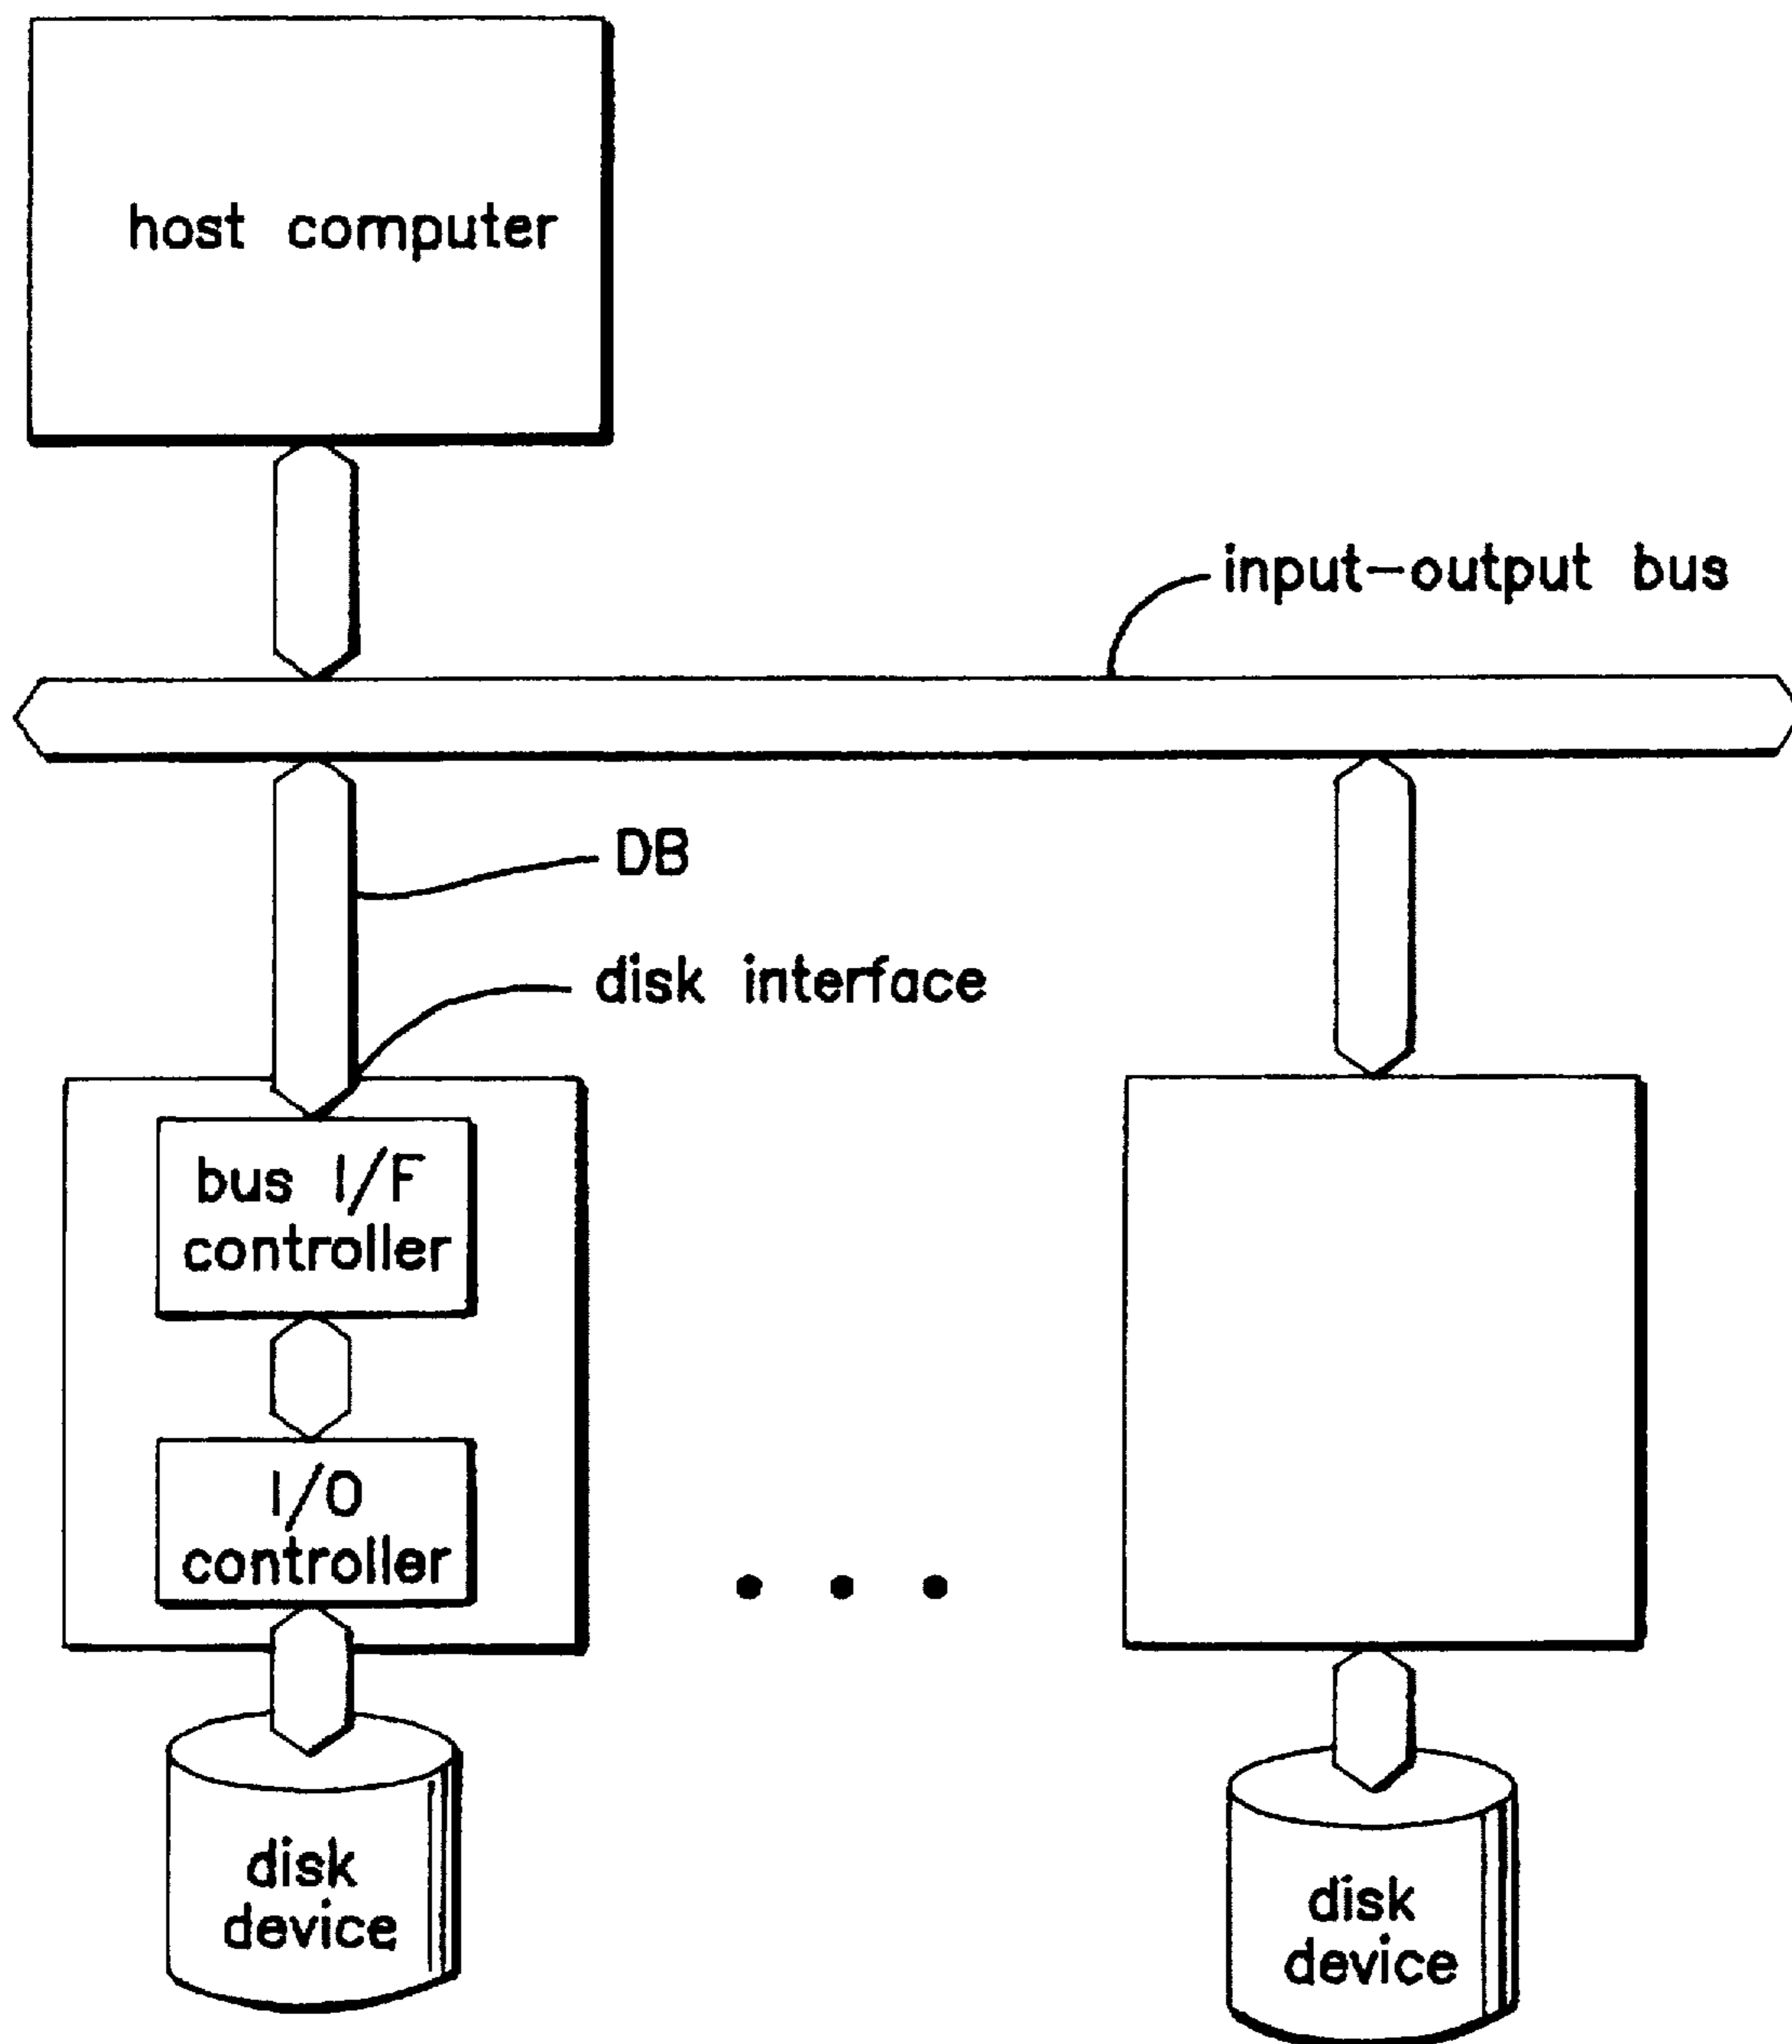 host computer
input-output bus
DB
disk interface
bus I/F
controller
I/O
controller
disk
device
disk
device